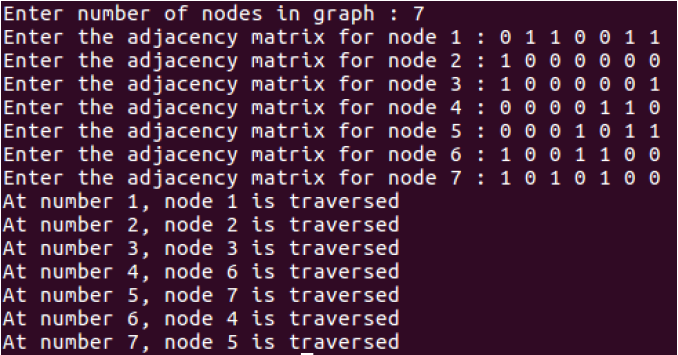 Enter number of nodes in graph : 7
Enter the adjacency matrix for node 1 : 0 1 1 0 0 1 1
Enter the adjacency matrix for node 2 : 1 0 0 0 0 0 0
Enter the adjacency matrix for node 3 : 1 0 0 0 0 0 1
Enter the adjacency matrix for node 4 : 0 0 0 0 1 1 0
Enter the adjacency matrix for node 5 : 0 0 0 1 0 1 1
Enter the adjacency matrix for node 6 : 1 0 0 1 1 0 0
Enter the adjacency matrix for node 7 : 1 0 1 0 1 0 0
At number 1, node 1 is traversed
At number 2, node 2 is traversed
At number 3, node 3 is traversed
At number 4, node 6 is traversed
At number 5, node 7 is traversed
At number 6, node 4 is traversed
At number 7, node 5 is traversed